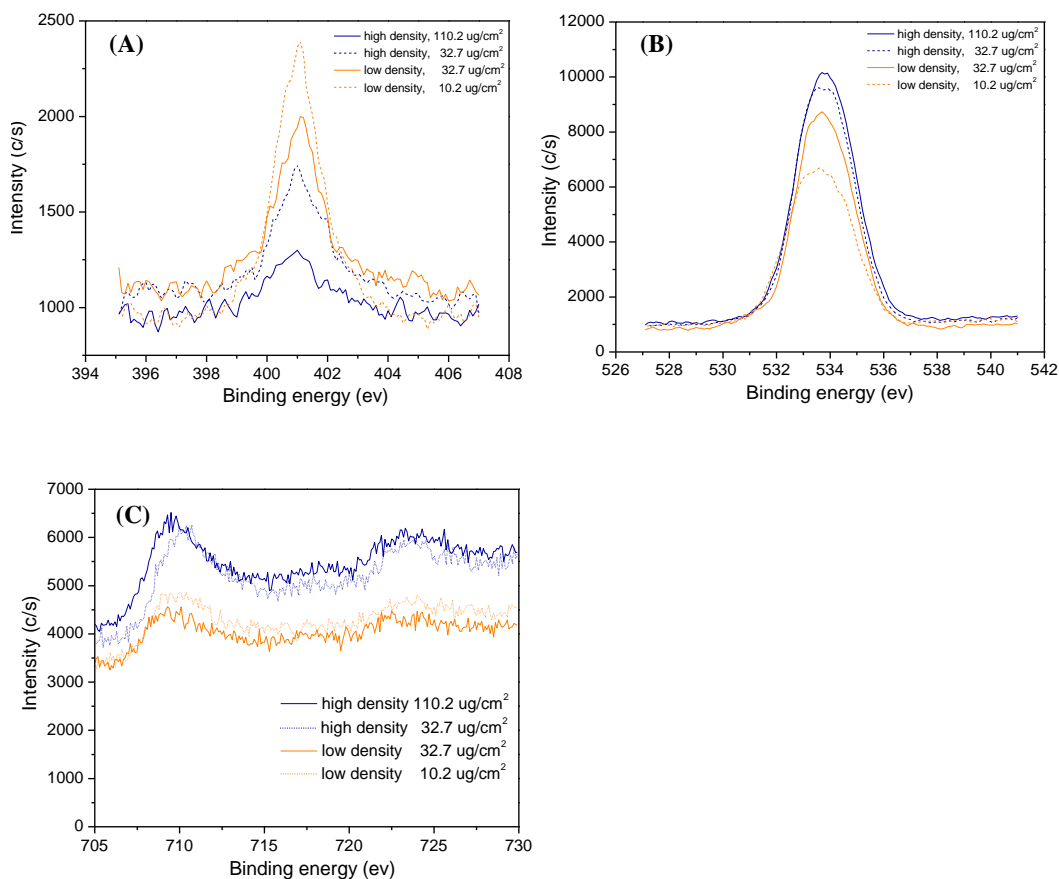 (A)
2500
2000
1500
1000
394 396 398 400 402 404 406 408
Intensity (c/s)
Binding energy (ev)
high density, 110.2 ug/cm²
high density, 32.7 ug/cm²
low density, 32.7 ug/cm²
low density, 10.2 ug/cm²
(B)
12000
10000
8000
6000
4000
2000
0
526 528 530 532 534 536 538 540 542
Intensity (c/s)
Binding energy (ev)
high density, 110.2 ug/cm²
high density, 32.7 ug/cm²
low density, 32.7 ug/cm²
low density, 10.2 ug/cm²
(C)
7000
6000
5000
4000
3000
2000
1000
0
705 710 715 720 725 730
Intensity (c/s)
Binding energy (ev)
high density 110.2 ug/cm²
high density 32.7 ug/cm²
low density 32.7 ug/cm²
low density 10.2 ug/cm²